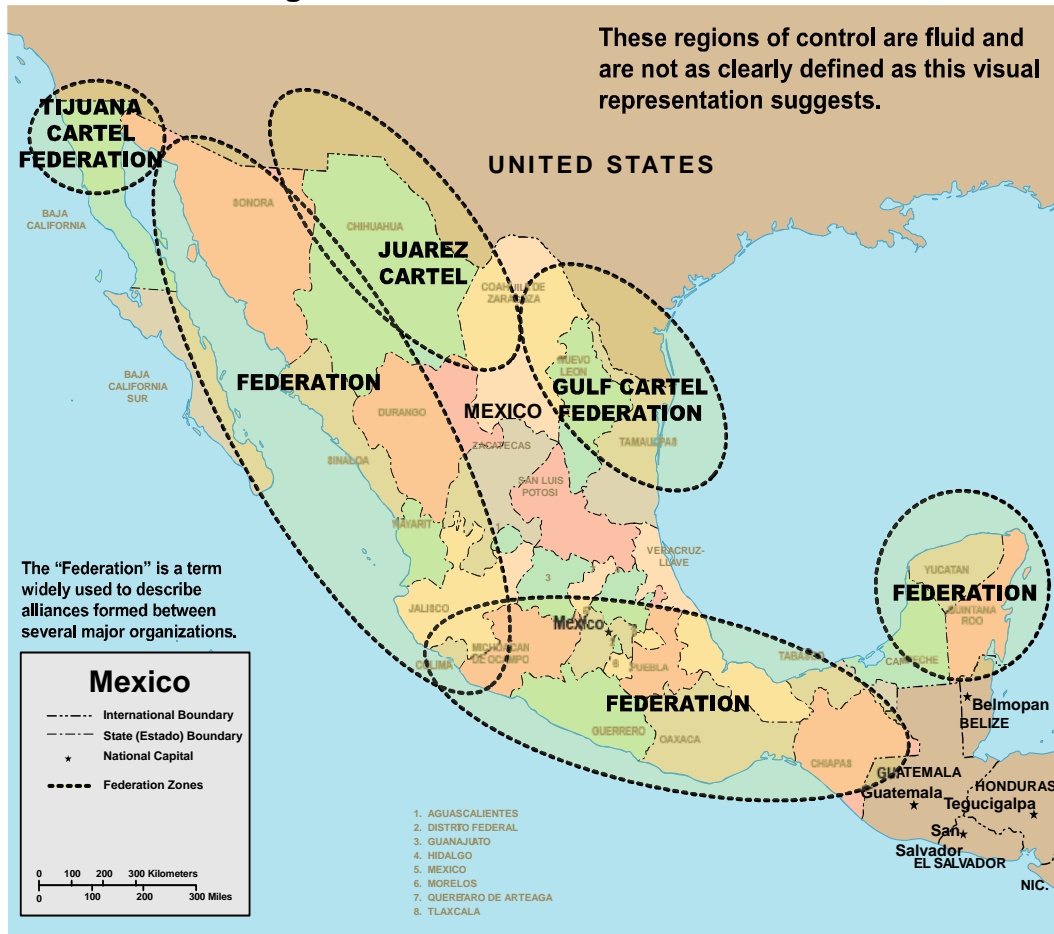 These regions of control are fluid and
are not as clearly defined as this visual
representation suggests.
TIJUANA
CARTEL
FEDERATION
UNITED STATES
BAJA
CALIFORNIA
SONORA
CHIHUAHUA
JUAREZ
CARTEL
COAHUILA DE
ZARAGOZA
BAJA
CALIFORNIA
SUR
FEDERATION
NUEVO
LEON
GULF CARTEL
FEDERATION
DURANGO
MEXICO
TAMAULIPAS
ZACATECAS
SINALOA
SAN LUIS
POTOSI
NAYARIT
1
VERACRUZ-
LLAVE
3
YUCATAN
FEDERATION
QUINTANA
ROO
The “Federation” is a term
widely used to describe
alliances formed between
several major organizations.
JALISCO
5
Mexico
COLIMA
MICHOACAN
DE OCAMPO
6
PUEBLA
TABASCO
CAMPECHE
FEDERATION
GUERRERO
OAXACA
CHIAPAS
Belmopan
BELIZE
GUATEMALA
Guatemala
HONDURAS
Tegucigalpa
San
Salvador
EL SALVADOR
NIC.
Mexico
International Boundary
State (Estado) Boundary
National Capital
Federation Zones
0 100 200 300 Kilometers
0 100 200 300 Miles
1. AGUASCALIENTES
2. DISTRTO FEDERAL
3. GUANAJUATO
4. HIDALGO
5. MEXICO
6. MORELOS
7. QUERETARO DE ARTEAGA
8. TLAXCALA